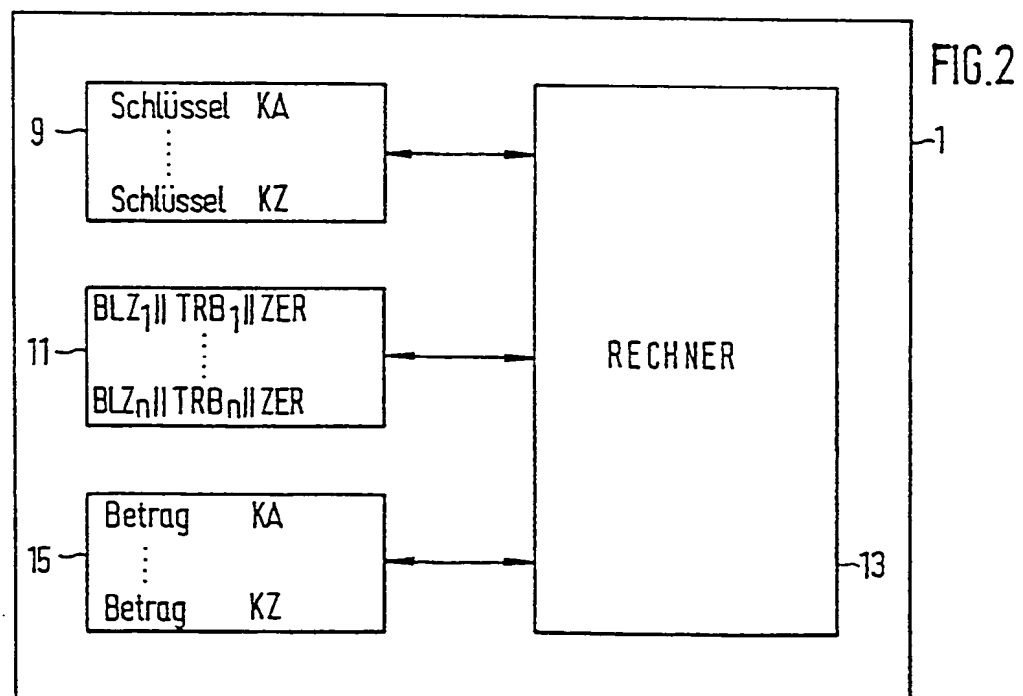 FIG.2
1
9
Schlüssel KA
Schlüssel KZ
11
BLZ1|| TRB1|| ZER
BLZn|| TRBn|| ZER
RECHNER
15
Betrag KA
Betrag KZ
13